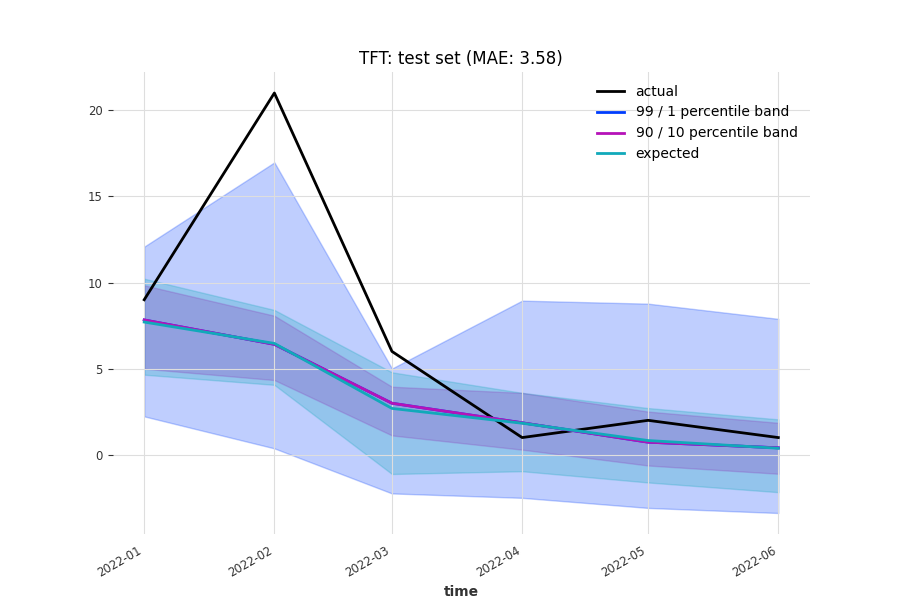 TFT: test set (MAE: 3.58)
actual
99 / 1 percentile band
90 / 10 percentile band
expected
20
15
10
5
0
2022-01
2022-02
2022-03
2022-04
2022-05
2022-06
time